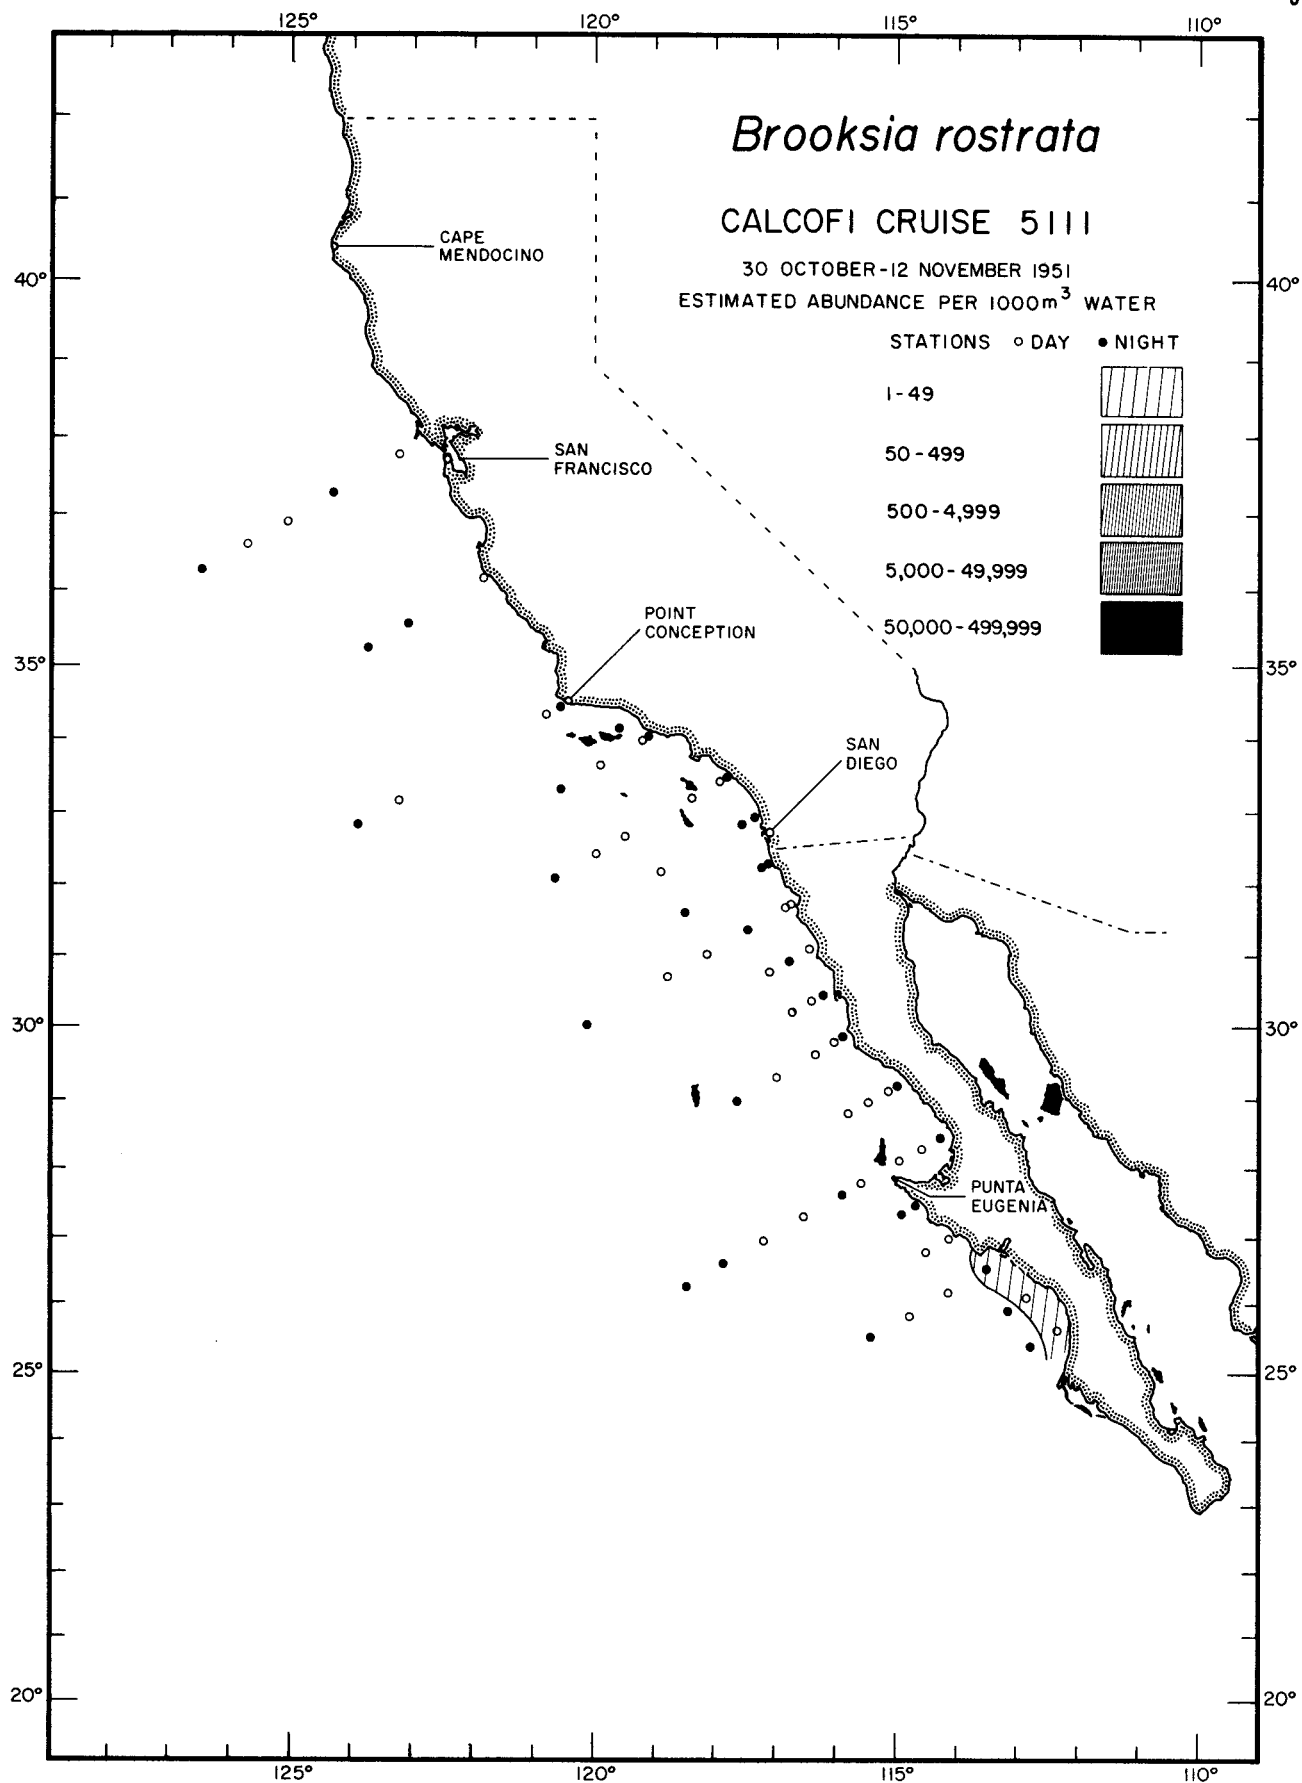 125° 120° 115° 110°
Brooksia rostrata
CALCOFI CRUISE 5111
30 OCTOBER-12 NOVEMBER 1951
ESTIMATED ABUNDANCE PER 1000m³ WATER
STATIONS ○ DAY ● NIGHT
1-49
50-499
500-4,999
5,000-49,999
50,000-499,999
CAPE
MENDOCINO
40° 40°
SAN
FRANCISCO
POINT
CONCEPTION
35° 35°
SAN
DIEGO
30° 30°
PUNTA
EUGENIA
25° 25°
20° 20°
125° 120° 115° 110°